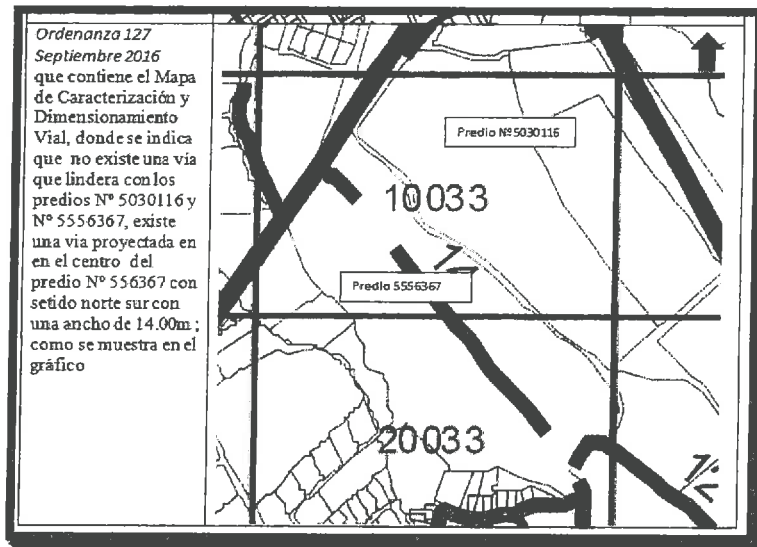 Ordenanza 127
Septiembre 2016
que contiene el Mapa
de Caracterización y
Dimensionamiento
Vial, donde se indica
que no existe una via
que lindera con los
predios Nº 5030116 y
Nº 5556367, existe
una via proyectada en
en el centro del
predio Nº 556367 con
setido norte sur con
una ancho de 14.00m ;
como se muestra en el
gráfico
Predio Nº5030116
10033
Predio 5556367
20033